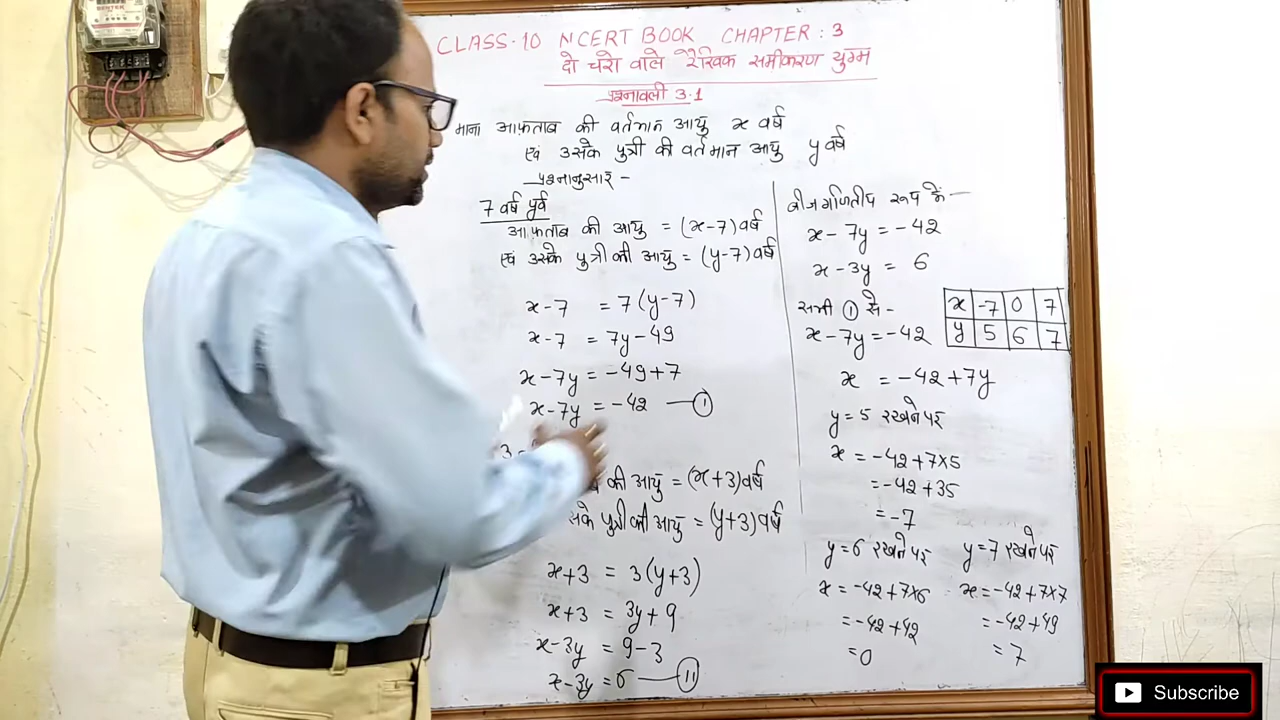 CLASS-10 NCERT BOOK CHAPTER: 3
दो चरो वाले रैखिक समीकरण युग्म
प्रश्नावली 3.1
माना आफ़ताब की वर्तमान आयु x वर्ष
एवं उसके पुत्री की वर्तमान आयु y वर्ष
प्रश्नानुसार -
7 वर्ष पूर्व
आफ़ताब की आयु = (x-7) वर्ष
एवं उसके पुत्री की आयु = (y-7) वर्ष
x-7 = 7(y-7)
x-7 = 7y-49
x-7y = -49+7
x-7y = -42 —①
3
की आयु = (x+3) वर्ष
पुत्री की आयु = (y+3) वर्ष
x+3 = 3(y+3)
x+3 = 3y+9
x-3y = 9-3
x-3y = 6 —⑪
बीजगणितीय रूप में —
x-7y = -42
x-3y = 6
समी ① से -
x -7 0 7
y 5 6 7
x-7y = -42
x = -42+7y
y=5 रखने पर
x = -42+7×5
= -42+35
= -7
y=6 रखने पर
x = -42+7×6
= -42+42
= 0
y=7 रखने पर
x = -42+7×7
= -42+49
= 7
Subscribe